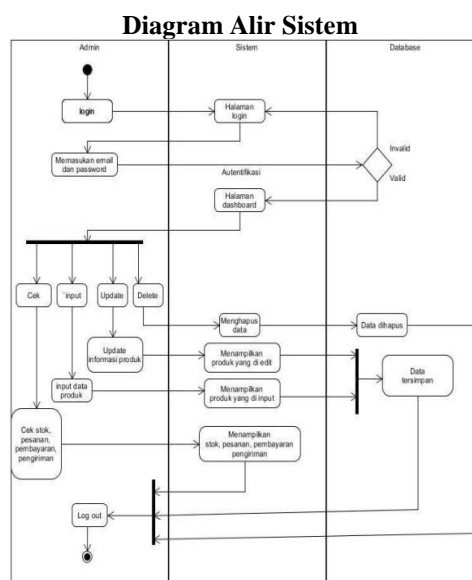 Diagram Alir Sistem
Admin
Sistem
Database
login
Halaman
login
Memasukan email
dan password
Invalid
Valid
Autentifikasi
Halaman
dashboard
Cek
`input
Update
Delete
Menghapus
data
Data dihapus
Update
informasi produk
Menampilkan
produk yang di edit
Data
tersimpan
input data
produk
Menampilkan
produk yang di input
Cek stok,
pesanan,
pembayaran,
pengiriman
Menampilkan
stok, pesanan, pembayaran
pengiriman
Log out